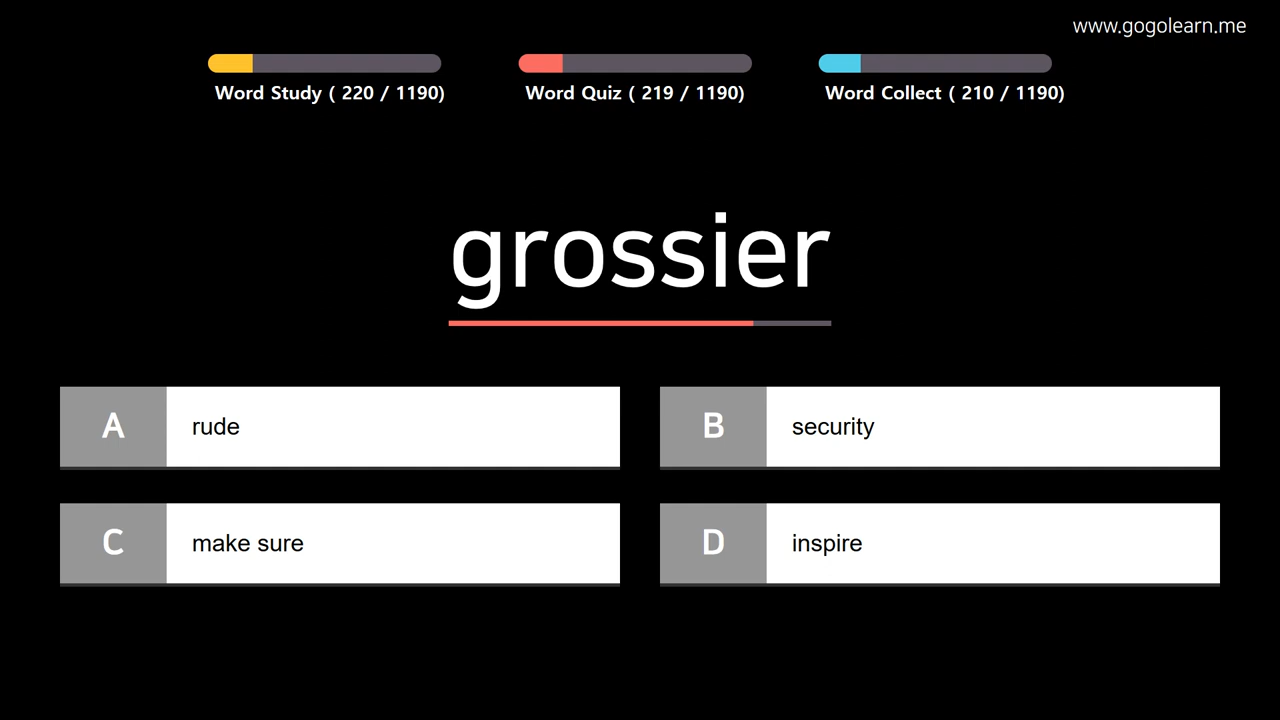 www.gogolearn.me
Word Study ( 220 / 1190)
Word Quiz ( 219 / 1190)
Word Collect ( 210 / 1190)
grossier
A rude
B security
C make sure
D inspire